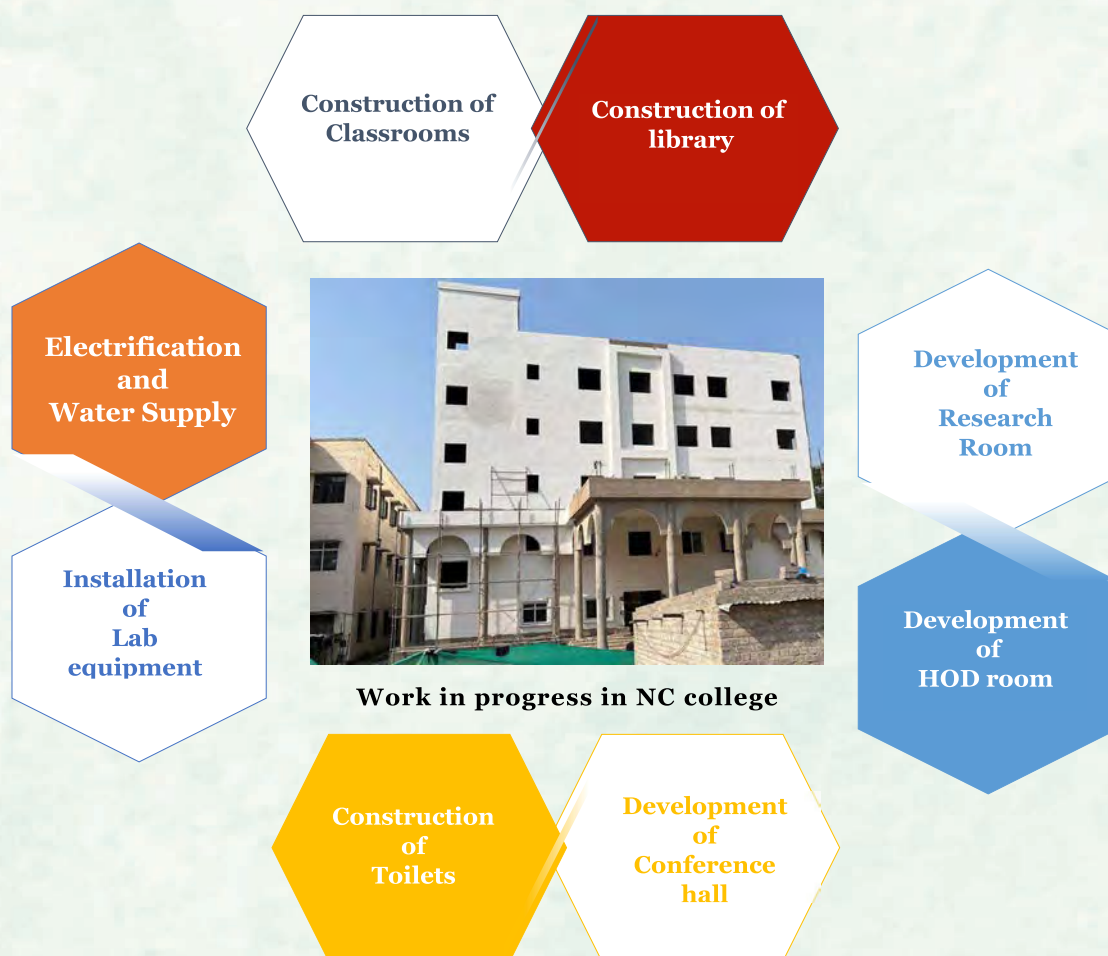 Construction of
Classrooms
Construction of
library
Electrification
and
Water Supply
Development
of
Research
Room
Installation
of
Lab
equipment
Development
of
HOD room
Work in progress in NC college
Construction
of
Toilets
Development
of
Conference
hall